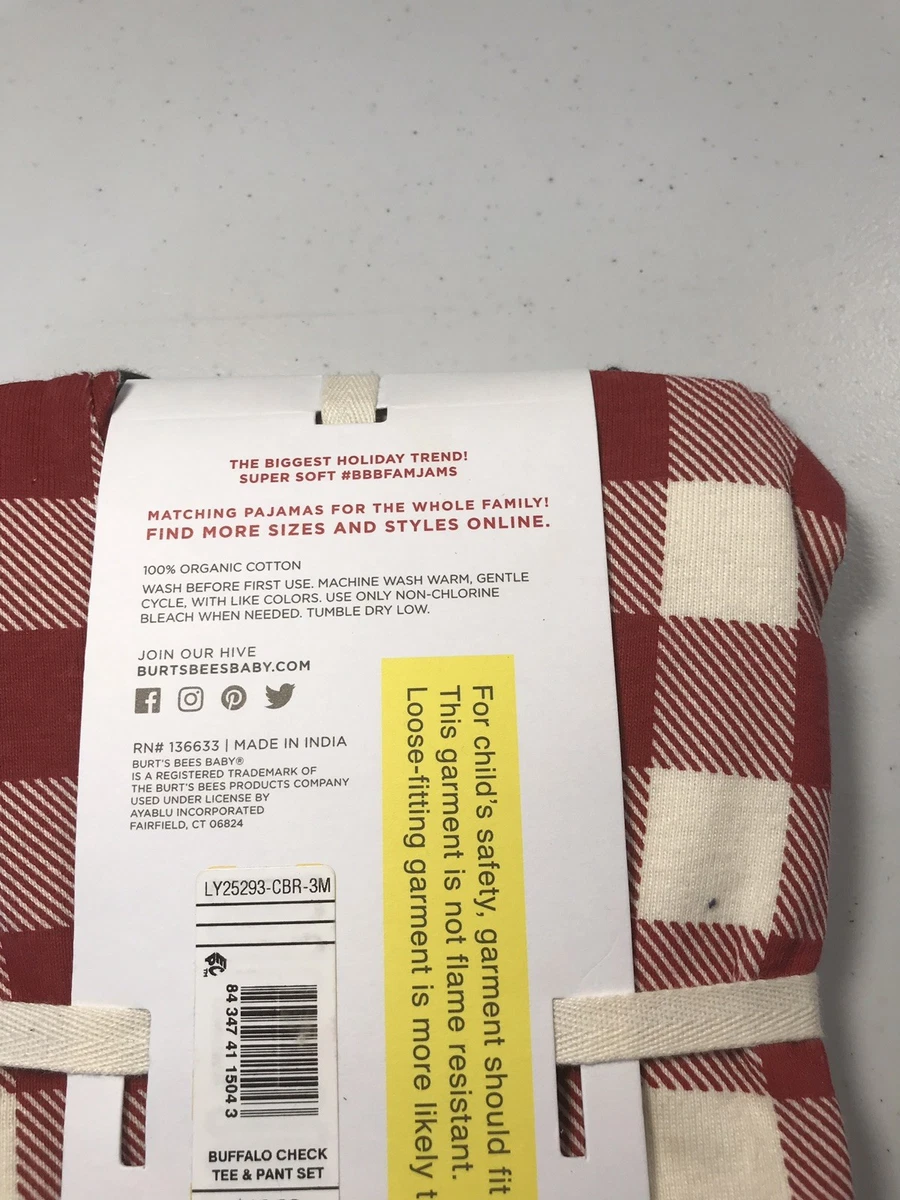 THE BIGGEST HOLIDAY TREND!
SUPER SOFT #BBBFAMJAMS
MATCHING PAJAMAS FOR THE WHOLE FAMILY!
FIND MORE SIZES AND STYLES ONLINE.
100% ORGANIC COTTON
WASH BEFORE FIRST USE. MACHINE WASH WARM, GENTLE
CYCLE, WITH LIKE COLORS. USE ONLY NON-CHLORINE
BLEACH WHEN NEEDED. TUMBLE DRY LOW.
JOIN OUR HIVE
BURTSBEESBABY.COM
RN# 136633 | MADE IN INDIA
BURT'S BEES BABY®
IS A REGISTERED TRADEMARK OF
THE BURT'S BEES PRODUCTS COMPANY
USED UNDER LICENSE BY
AYABLU INCORPORATED
FAIRFIELD, CT 06824
For child's safety, garment should fit
This garment is not flame resistant.
Loose-fitting garment is more likely t
LY25293-CBR-3M
EPC™
84 347 41 1504 3
BUFFALO CHECK
TEE & PANT SET